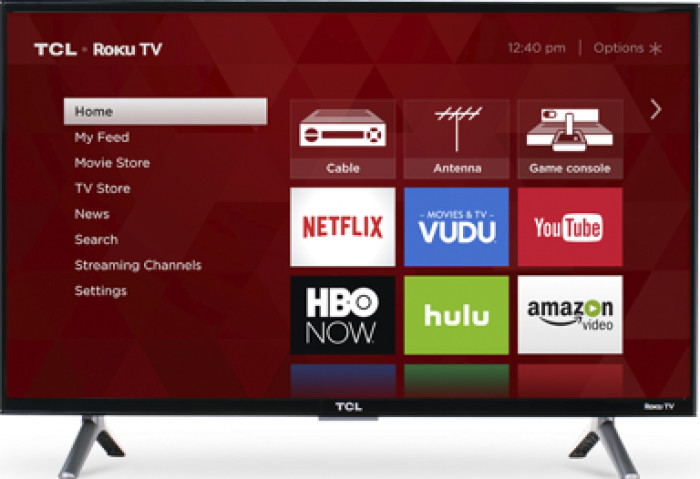 TCL • ROKU TV
12:40 pm | Options
Home
My Feed
Movie Store
TV Store
News
Search
Streaming Channels
Settings
Cable
Antenna
Game console
NETFLIX
– MOVIES & TV –
VUDU
YouTube
HBO
NOW
hulu
amazon
video
TCL
ROKU TV